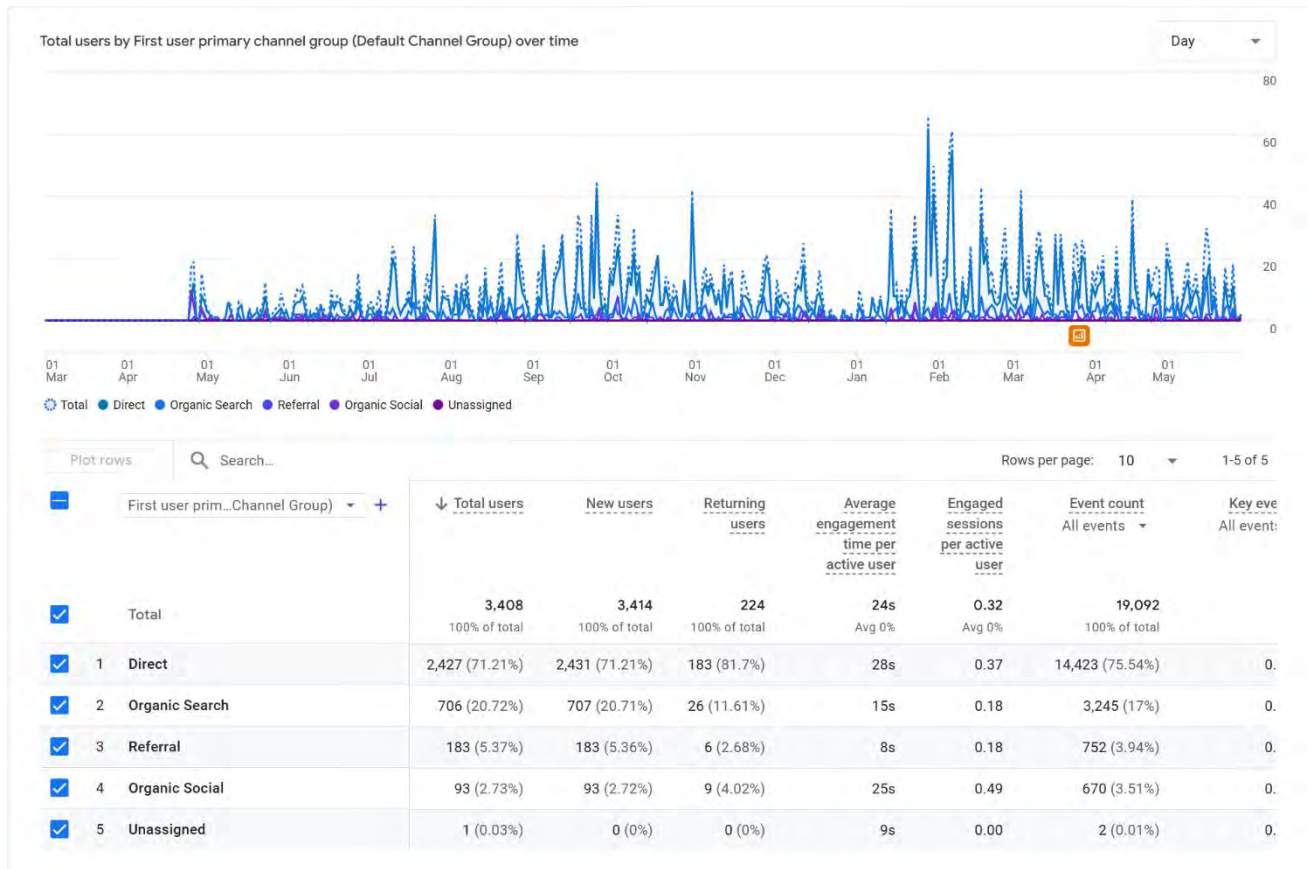 Total users by First user primary channel group (Default Channel Group) over time
Day
80
60
40
20
0
01 Mar
01 Apr
01 May
01 Jun
01 Jul
01 Aug
01 Sep
01 Oct
01 Nov
01 Dec
01 Jan
01 Feb
01 Mar
01 Apr
01 May
Total Direct Organic Search Referral Organic Social Unassigned
Plot rows Search... Rows per page: 10 1-5 of 5
First user prim...Channel Group) +
Total users
New users
Returning
users
Average
engagement
time per
active user
Engaged
sessions
per active
user
Event count
All events
Key eve
All event
Total 3,408 3,414 224 24s 0.32 19,092
100% of total 100% of total 100% of total Avg 0% Avg 0% 100% of total
1 Direct 2,427 (71.21%) 2,431 (71.21%) 183 (81.7%) 28s 0.37 14,423 (75.54%) 0.
2 Organic Search 706 (20.72%) 707 (20.71%) 26 (11.61%) 15s 0.18 3,245 (17%) 0.
3 Referral 183 (5.37%) 183 (5.36%) 6 (2.68%) 8s 0.18 752 (3.94%) 0.
4 Organic Social 93 (2.73%) 93 (2.72%) 9 (4.02%) 25s 0.49 670 (3.51%) 0.
5 Unassigned 1 (0.03%) 0 (0%) 0 (0%) 9s 0.00 2 (0.01%) 0.